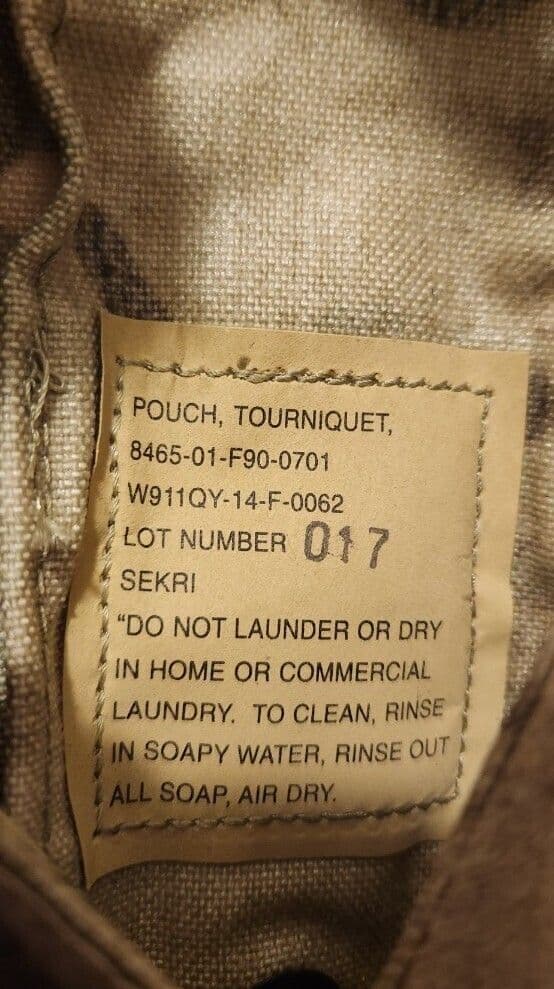 POUCH, TOURNIQUET,
8465-01-F90-0701
W911QY-14-F-0062
LOT NUMBER 017
SEKRI
“DO NOT LAUNDER OR DRY
IN HOME OR COMMERCIAL
LAUNDRY. TO CLEAN, RINSE
IN SOAPY WATER, RINSE OUT
ALL SOAP, AIR DRY.